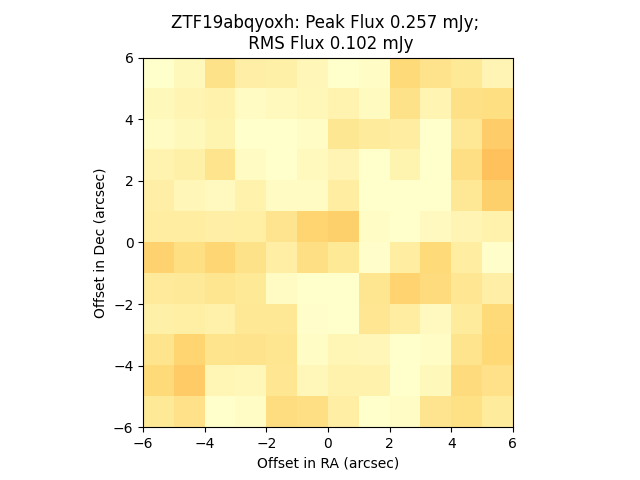 ZTF19abqyoxh: Peak Flux 0.257 mJy;
RMS Flux 0.102 mJy
6
4
2
0
−2
−4
−6
Offset in Dec (arcsec)
−6 −4 −2 0 2 4 6
Offset in RA (arcsec)